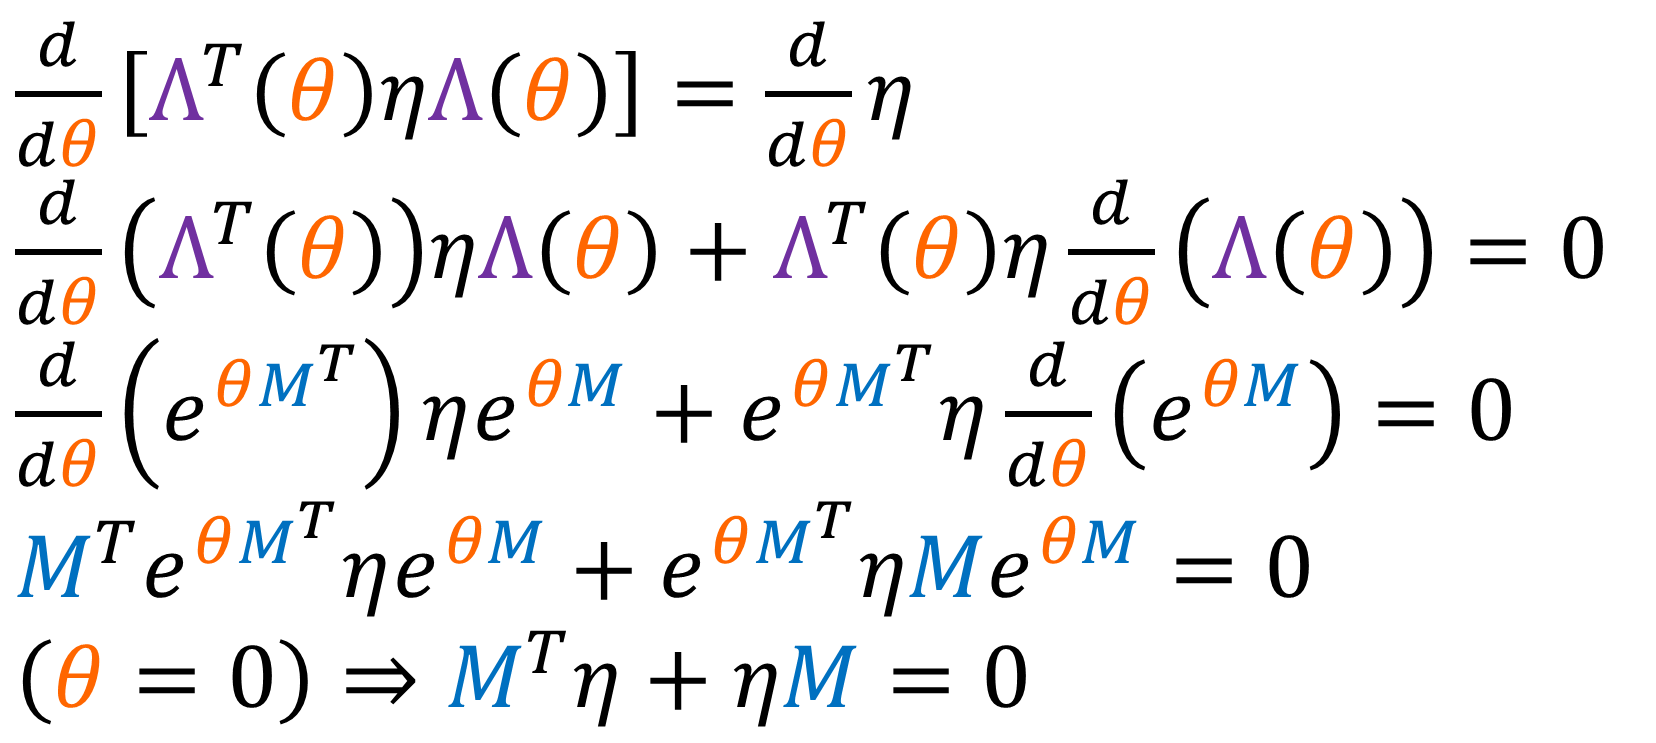 d/dθ [Λ^T(θ)ηΛ(θ)] = d/dθ η
d/dθ (Λ^T(θ))ηΛ(θ) + Λ^T(θ)η d/dθ (Λ(θ)) = 0
d/dθ (e^{θM^T}) ηe^{θM} + e^{θM^T} η d/dθ (e^{θM}) = 0
M^T e^{θM^T} ηe^{θM} + e^{θM^T} ηMe^{θM} = 0
(θ = 0) ⇒ M^T η + ηM = 0